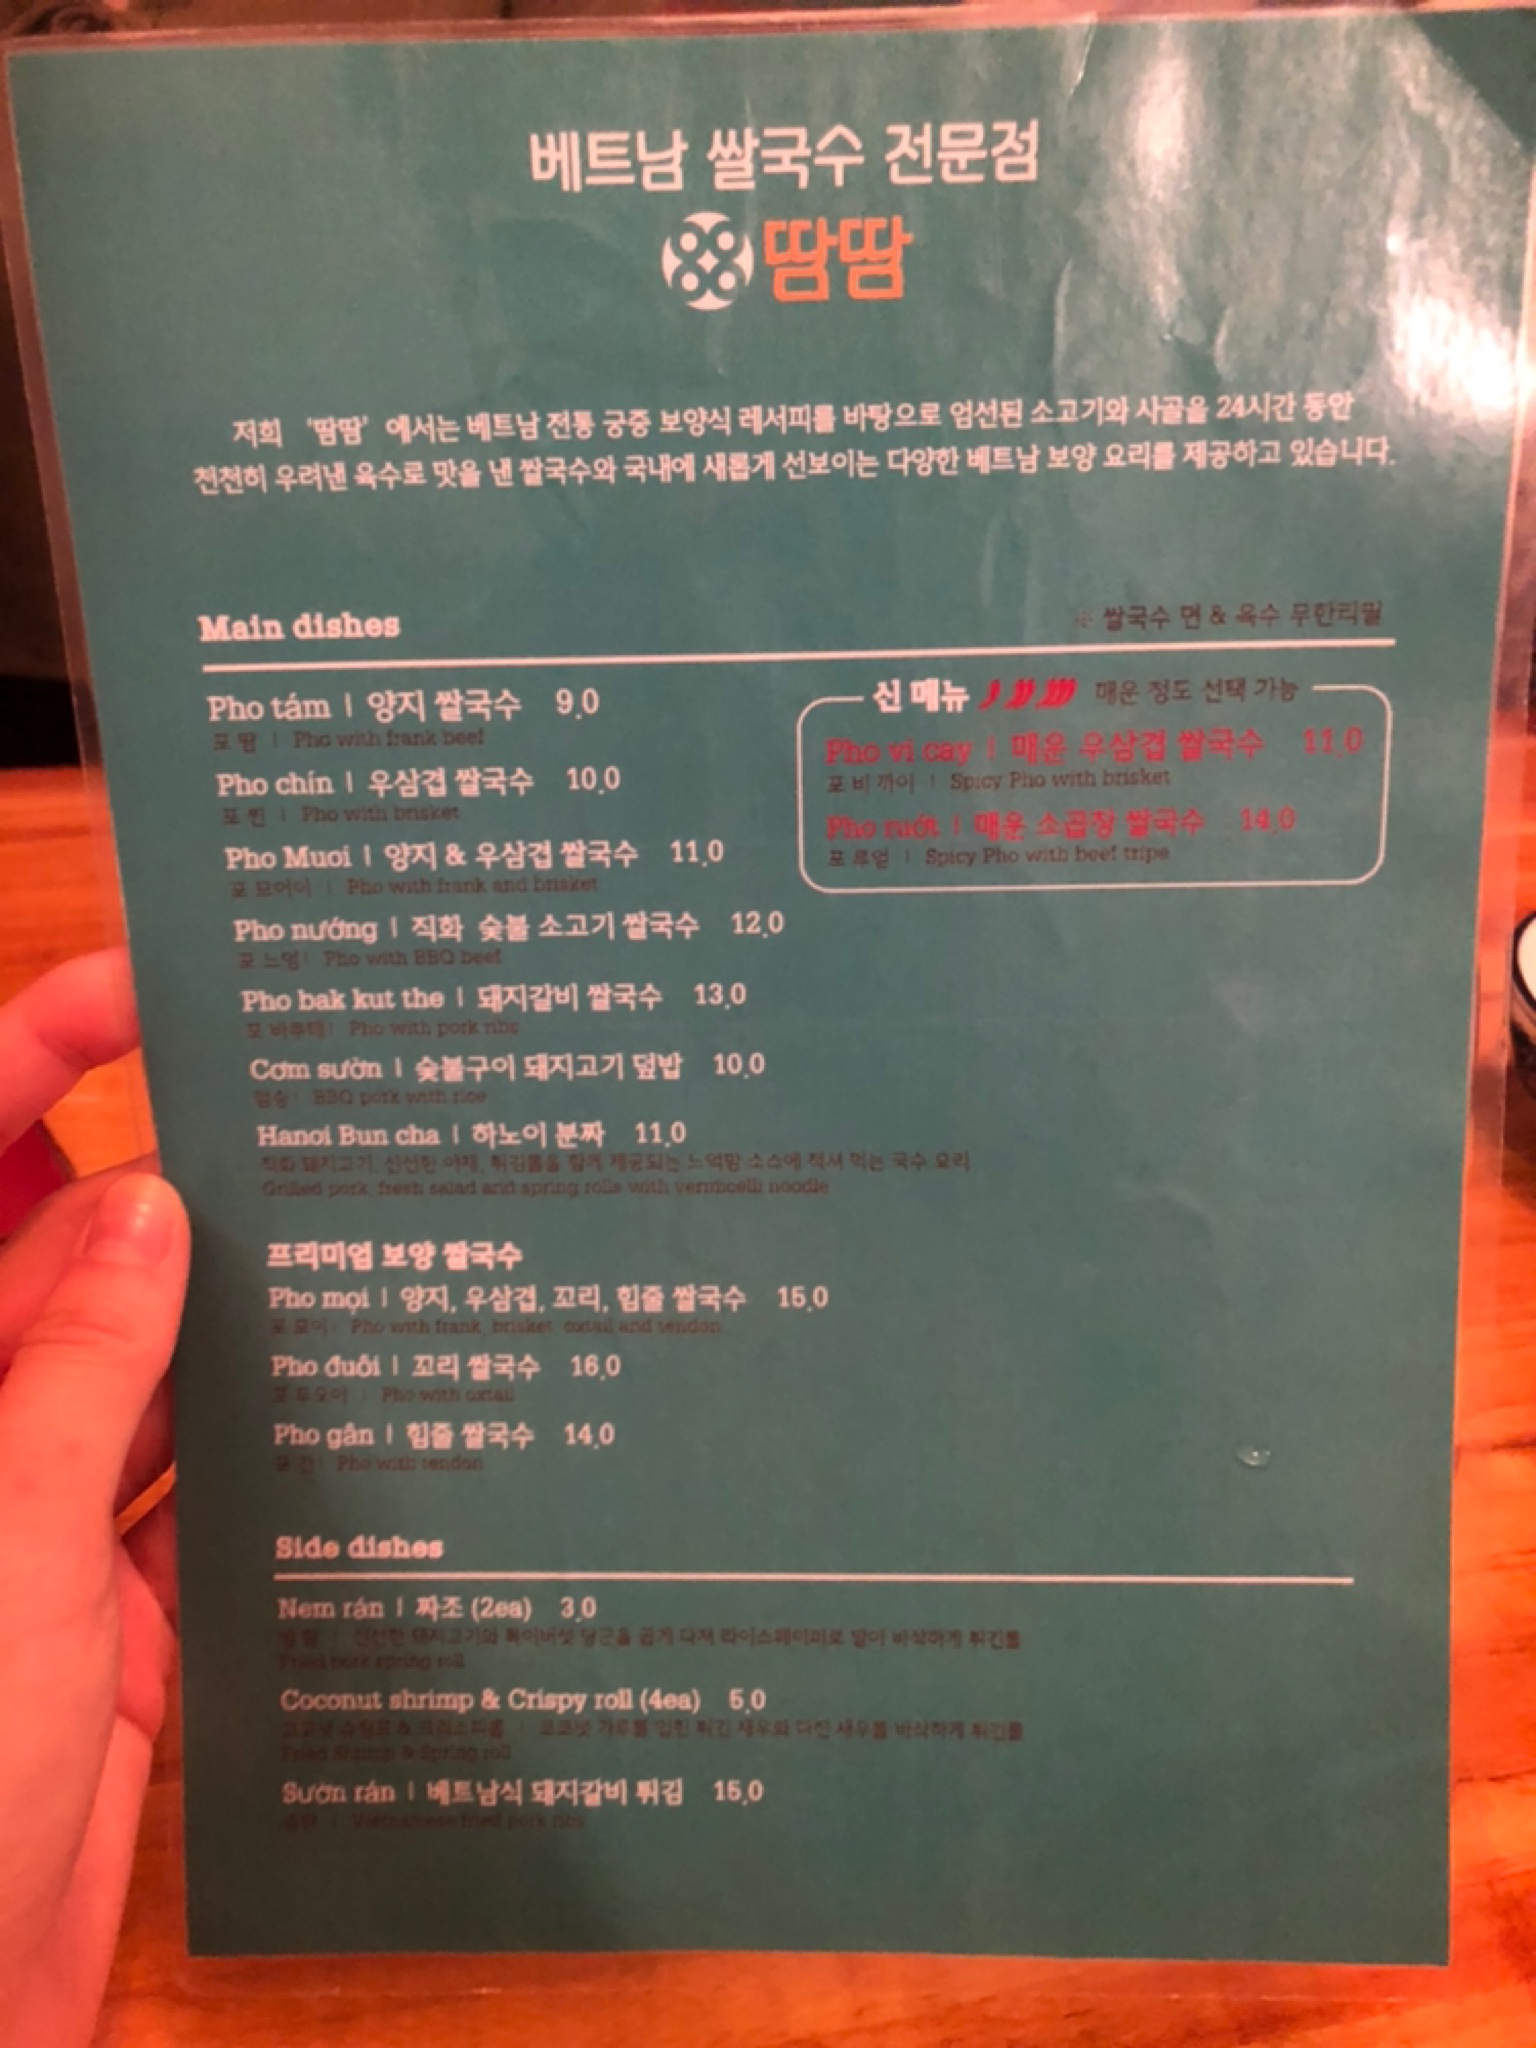 베트남 쌀국수 전문점
땀땀
저희 '땀땀' 에서는 베트남 전통 궁중 보양식 레서피를 바탕으로 엄선된 소고기와 사골을 24시간 동안
천천히 우려낸 육수로 맛을 낸 쌀국수와 국내에 새롭게 선보이는 다양한 베트남 보양 요리를 제공하고 있습니다.
Main dishes
※ 쌀국수 면 & 육수 무한리필
Pho tám | 양지 쌀국수 9.0
포 땀 | Pho with frank beef
Pho chín | 우삼겹 쌀국수 10.0
포 찐 | Pho with brisket
Pho Muoi | 양지 & 우삼겹 쌀국수 11.0
포 므어이 | Pho with frank and brisket
Pho nướng | 직화 숯불 소고기 쌀국수 12.0
포 느엉 | Pho with BBQ beef
Pho bak kut the | 돼지갈비 쌀국수 13.0
포 바쿠테 | Pho with pork ribs
Cơm sườn | 숯불구이 돼지고기 덮밥 10.0
껌승 | BBQ pork with rice
Hanoi Bun cha | 하노이 분짜 11.0
직화 돼지고기, 신선한 야채, 튀김롤을 함께 제공되는 느억맘 소스에 적셔 먹는 국수 요리
Grilled pork, fresh salad and spring rolls with vermicelli noodle
신 메뉴 매운 정도 선택 가능
Pho vi cay | 매운 우삼겹 쌀국수 11.0
포 비 까이 | Spicy Pho with brisket
Pho ruột | 매운 소곱창 쌀국수 14.0
포 루엍 | Spicy Pho with beef tripe
프리미엄 보양 쌀국수
Pho mọi | 양지, 우삼겹, 꼬리, 힘줄 쌀국수 15.0
포 모이 | Pho with frank, brisket, oxtail and tendon
Pho đuôi | 꼬리 쌀국수 16.0
포 두오이 | Pho with oxtail
Pho gân | 힘줄 쌀국수 14.0
포 간 | Pho with tendon
Side dishes
Nem rán | 짜조 (2ea) 3.0
| 신선한 돼지고기와 목이버섯 당근을 곱게 다져 라이스페이퍼로 말아 바삭하게 튀긴롤
Fried pork spring roll
Coconut shrimp & Crispy roll (4ea) 5.0
코코넛 슈림프 & 크리스피롤 | 코코넛 가루를 입힌 튀긴 새우와 다진 새우를 바삭하게 튀긴롤
Fried Shrimp & Spring roll
Sườn rán | 베트남식 돼지갈비 튀김 15.0
| Vietnamese fried pork ribs